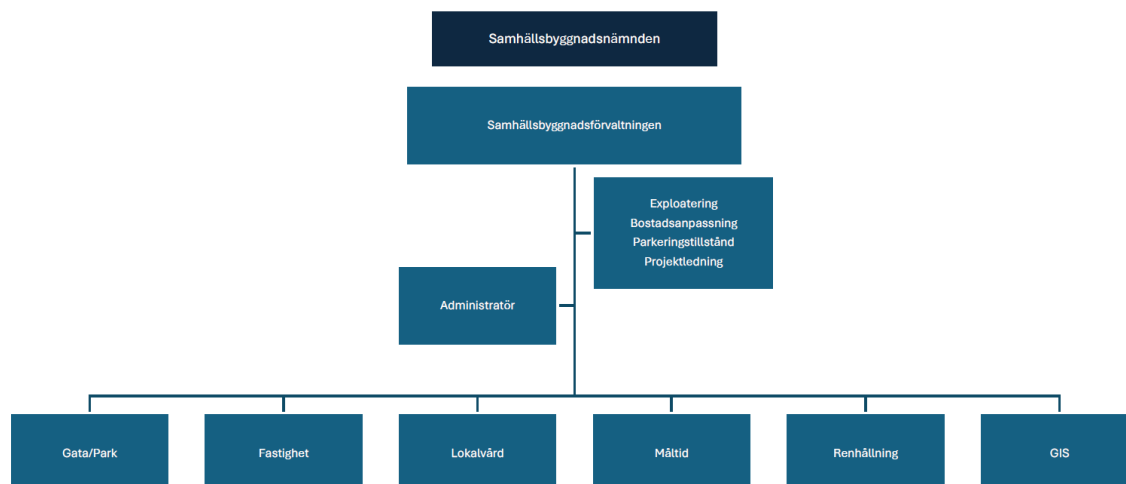 Samhällsbyggnadsnämnden
Samhällsbyggnadsförvaltningen
Exploatering
Bostadsanpassning
Parkeringstillstånd
Projektledning
Administratör
Gata/Park
Fastighet
Lokalvård
Måltid
Renhållning
GIS